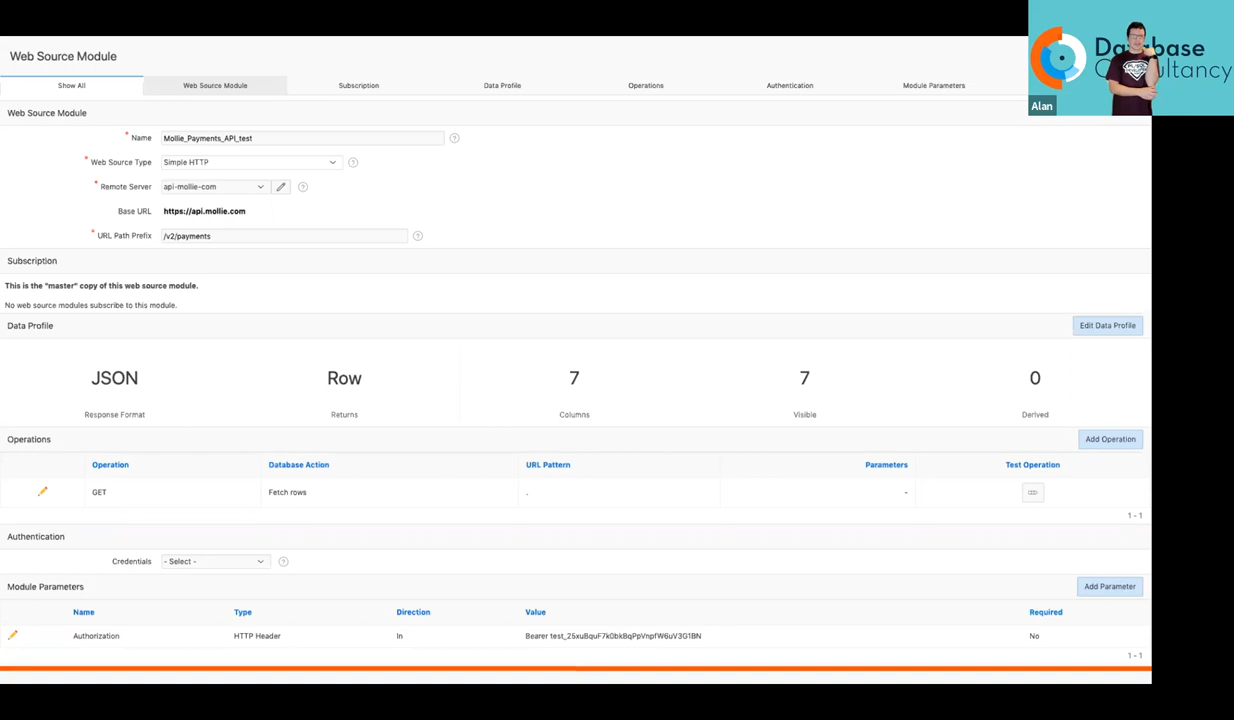 Web Source Module
Show All
Web Source Module
Subscription
Data Profile
Operations
Authentication
Module Parameters
Database
Alan
Web Source Module
* Name Mollie_Payments_API_test
* Web Source Type Simple HTTP
* Remote Server api-mollie-com
Base URL https://api.mollie.com
* URL Path Prefix /v2/payments
Subscription
This is the "master" copy of this web source module.
No web source modules subscribe to this module.
Data Profile
Edit Data Profile
JSON Row 7 7 0
Response Format Returns Columns Visible Derived
Operations
Add Operation
Operation Database Action URL Pattern Parameters Test Operation
GET Fetch rows . -
1 - 1
Authentication
Credentials - Select -
Module Parameters
Add Parameter
Name Type Direction Value Required
Authorization HTTP Header In Bearer test_25xuBquF7k0bkBqPpVnpfW6uV3G1BN No
1 - 1